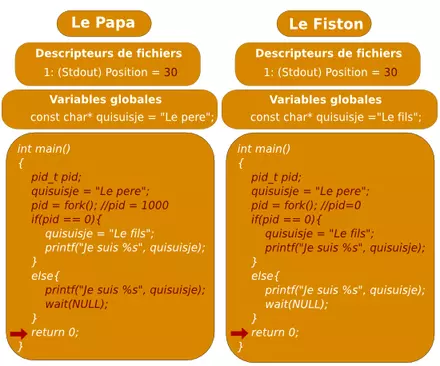 Le Papa
Descripteurs de fichiers
1: (Stdout) Position = 30
Variables globales
const char* quisuisje = "Le pere";
int main()
{
pid_t pid;
quisuisje = "Le pere";
pid = fork(); //pid = 1000
if(pid == 0){
quisuisje = "Le fils";
printf("Je suis %s", quisuisje);
}
else{
printf("Je suis %s", quisuisje);
wait(NULL);
}
return 0;
}
Le Fiston
Descripteurs de fichiers
1: (Stdout) Position = 30
Variables globales
const char* quisuisje ="Le fils";
int main()
{
pid_t pid;
quisuisje = "Le pere";
pid = fork(); //pid=0
if(pid == 0){
quisuisje = "Le fils";
printf("Je suis %s", quisuisje);
}
else{
printf("Je suis %s", quisuisje);
wait(NULL);
}
return 0;
}